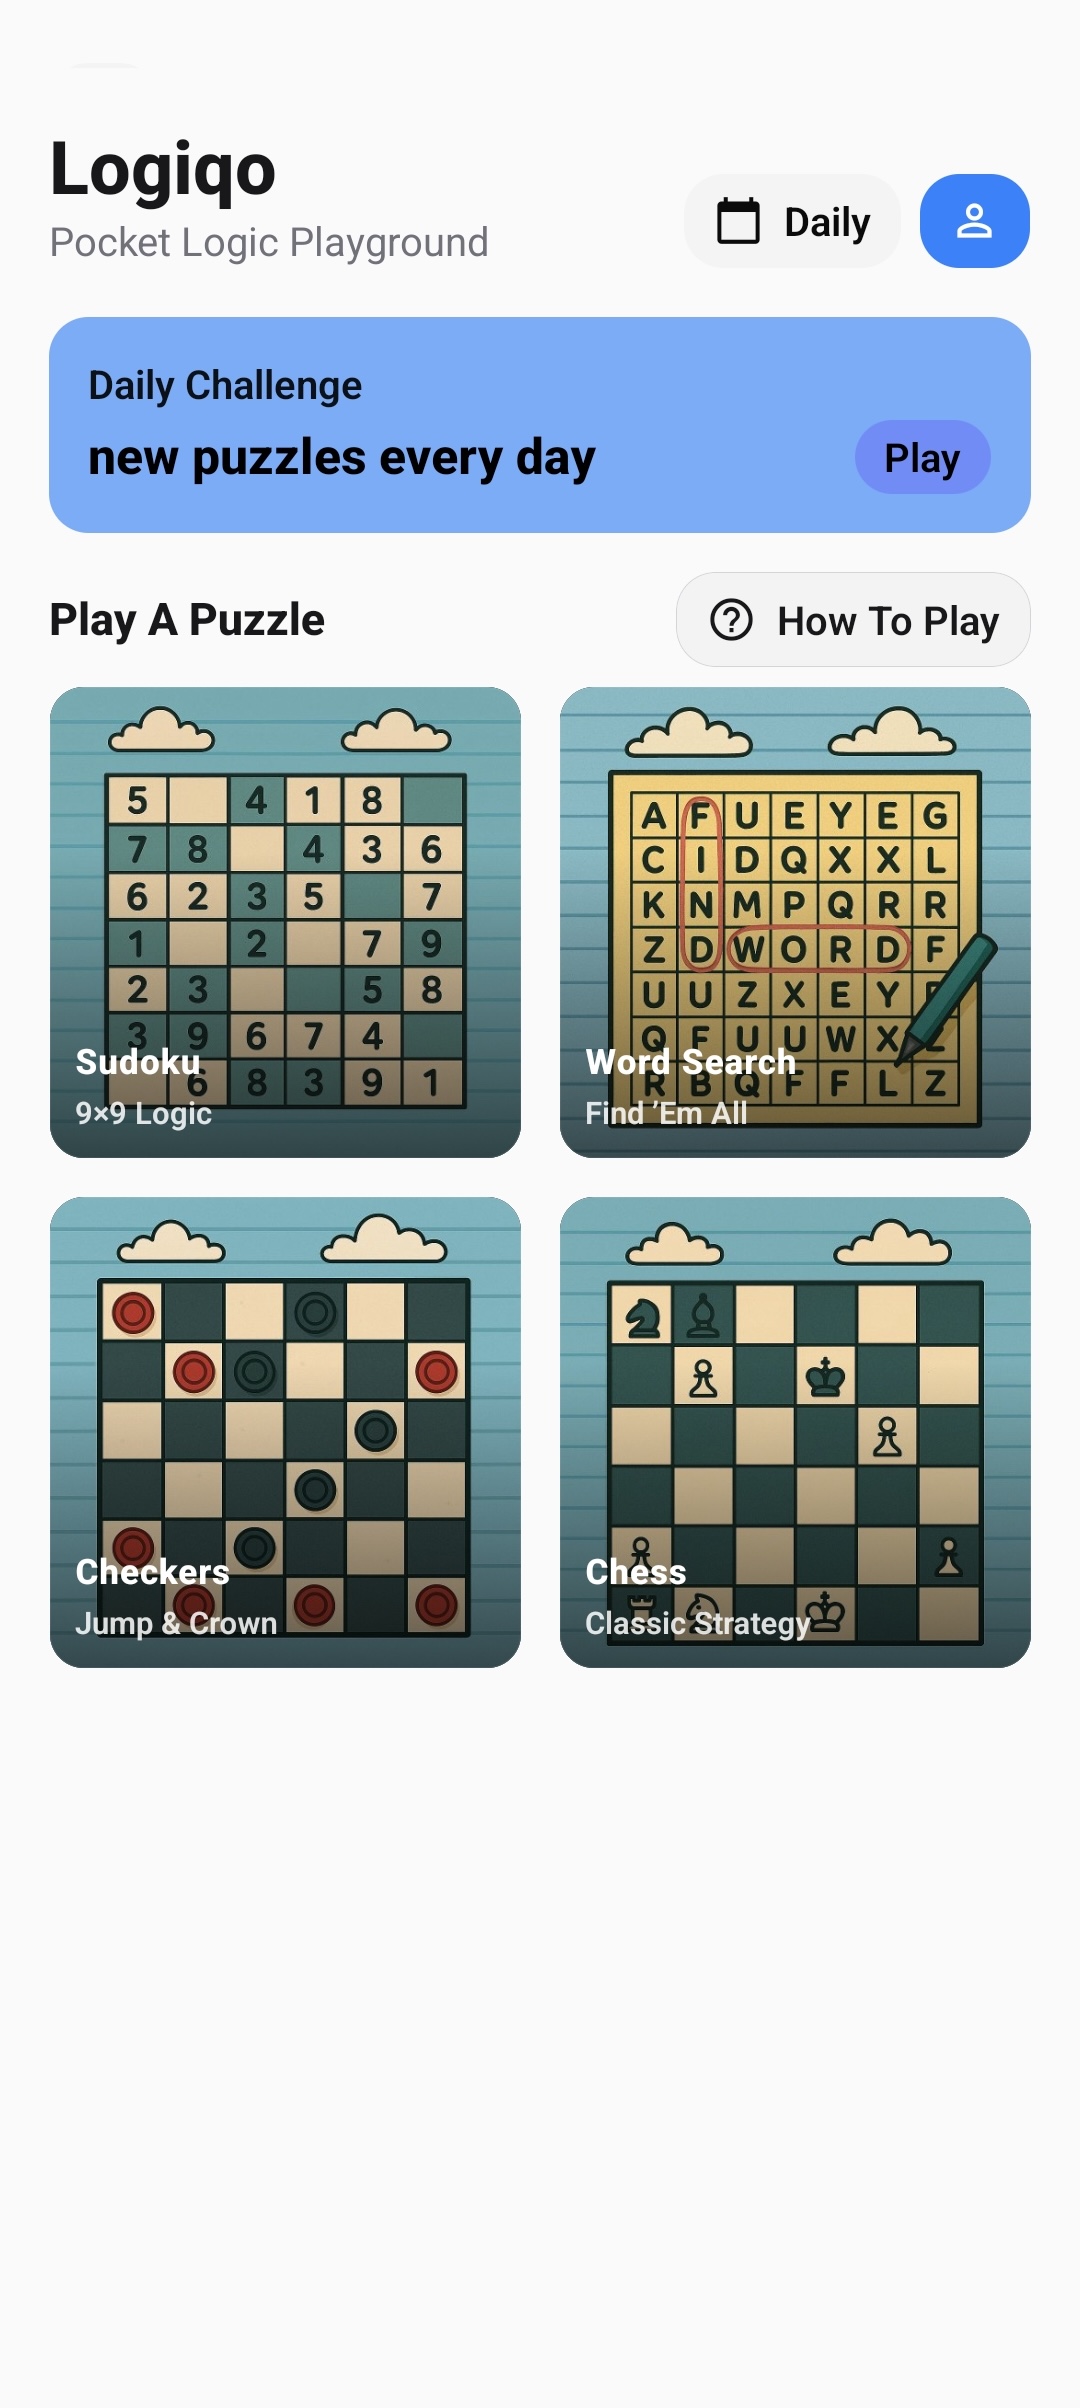 Logiqo
Pocket Logic Playground
Daily
Daily Challenge
new puzzles every day
Play
Play A Puzzle
How To Play
5 4 1 8
7 8 4 3 6
6 2 3 5 7
1 2 7 9
2 3 5 8
3 9 6 7 4
6 8 3 9 1
Sudoku
9×9 Logic
A F U E Y E G
C I D Q X X L
K N M P Q R R
Z D W O R D F
U U Z X E Y
Q F U U W X Z
R B Q F F L Z
Word Search
Find ’Em All
Checkers
Jump & Crown
Chess
Classic Strategy